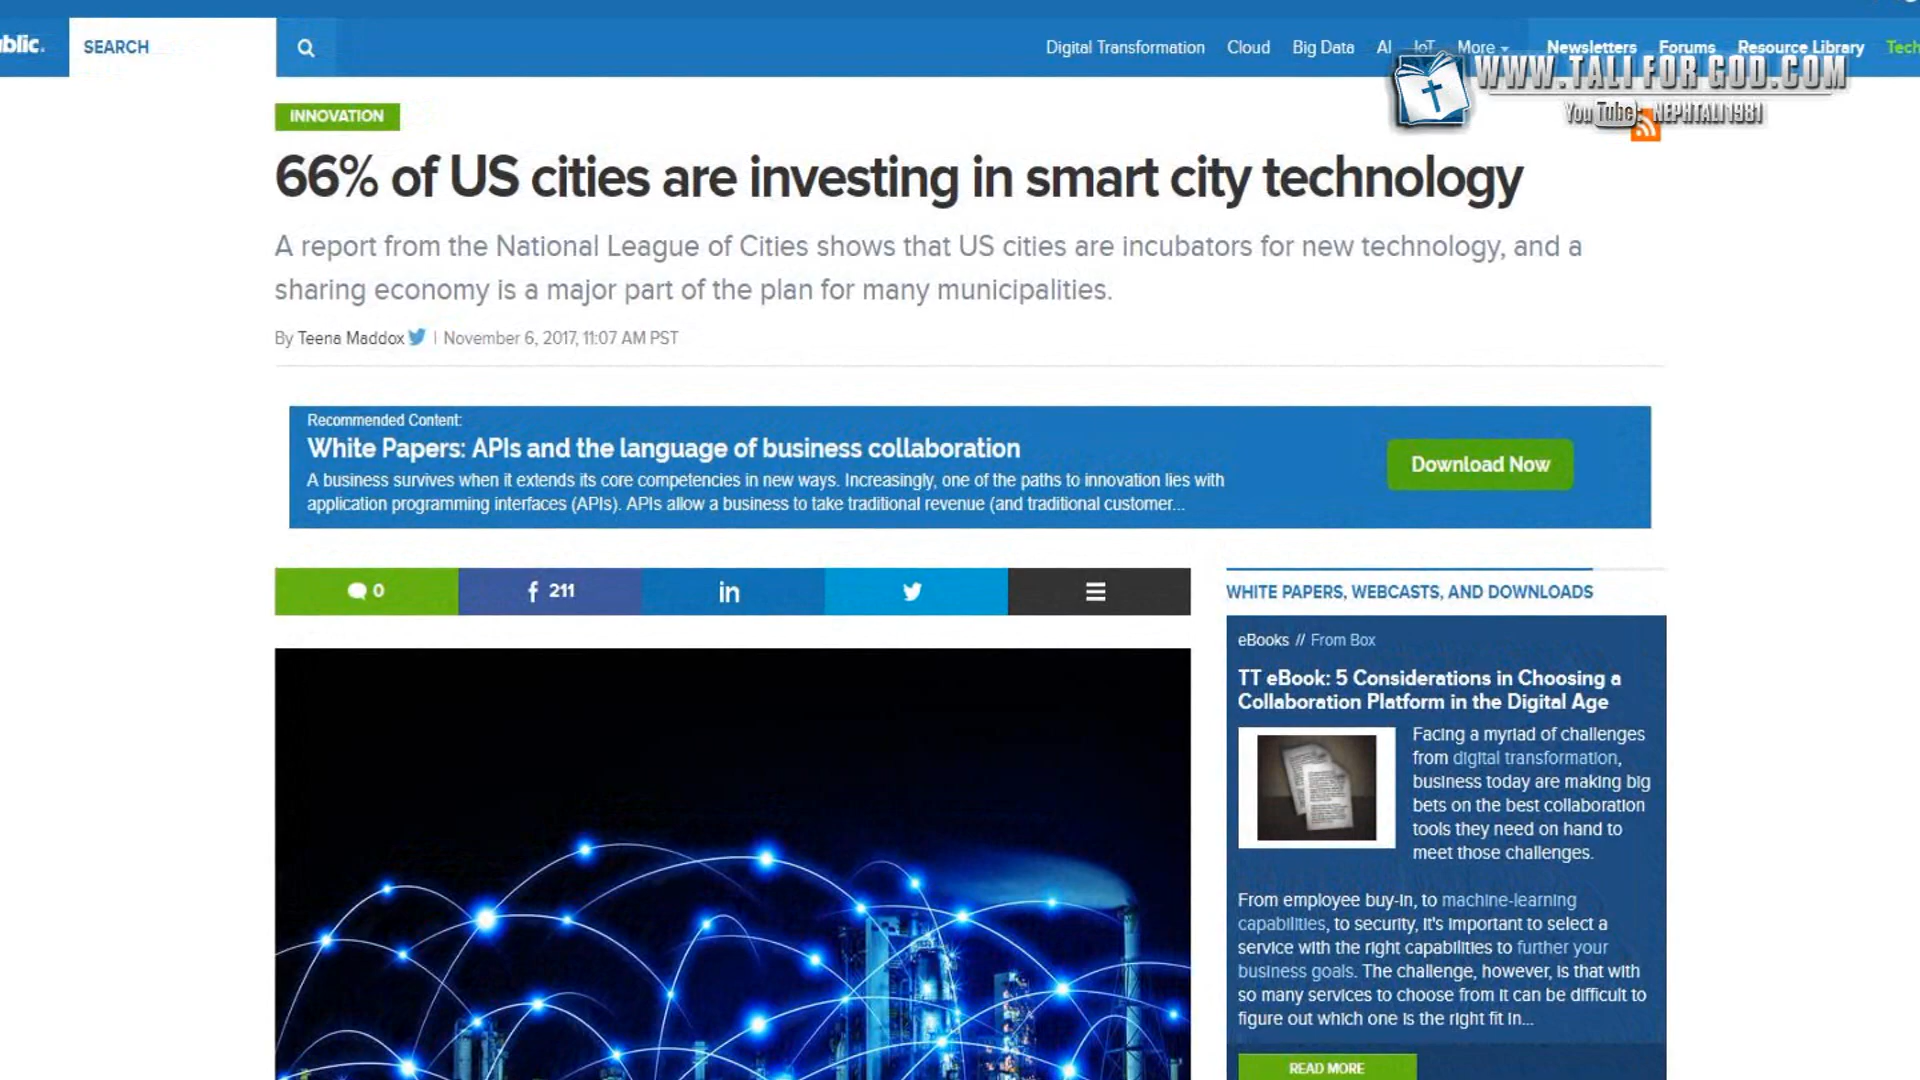 blic.
SEARCH
Digital Transformation Cloud Big Data AI IoT More Newsletters Forums Resource Library Tech
WWW.TALI FOR GOD.COM
You Tube: NEPHTALI1981
INNOVATION
66% of US cities are investing in smart city technology
A report from the National League of Cities shows that US cities are incubators for new technology, and a
sharing economy is a major part of the plan for many municipalities.
By Teena Maddox | November 6, 2017, 11:07 AM PST
Recommended Content:
White Papers: APIs and the language of business collaboration
A business survives when it extends its core competencies in new ways. Increasingly, one of the paths to innovation lies with
application programming interfaces (APIs). APIs allow a business to take traditional revenue (and traditional customer...
Download Now
0
f 211
in
WHITE PAPERS, WEBCASTS, AND DOWNLOADS
eBooks // From Box
TT eBook: 5 Considerations in Choosing a
Collaboration Platform in the Digital Age
Facing a myriad of challenges
from digital transformation,
business today are making big
bets on the best collaboration
tools they need on hand to
meet those challenges.
From employee buy-in, to machine-learning
capabilities, to security, it's important to select a
service with the right capabilities to further your
business goals. The challenge, however, is that with
so many services to choose from it can be difficult to
figure out which one is the right fit in...
READ MORE